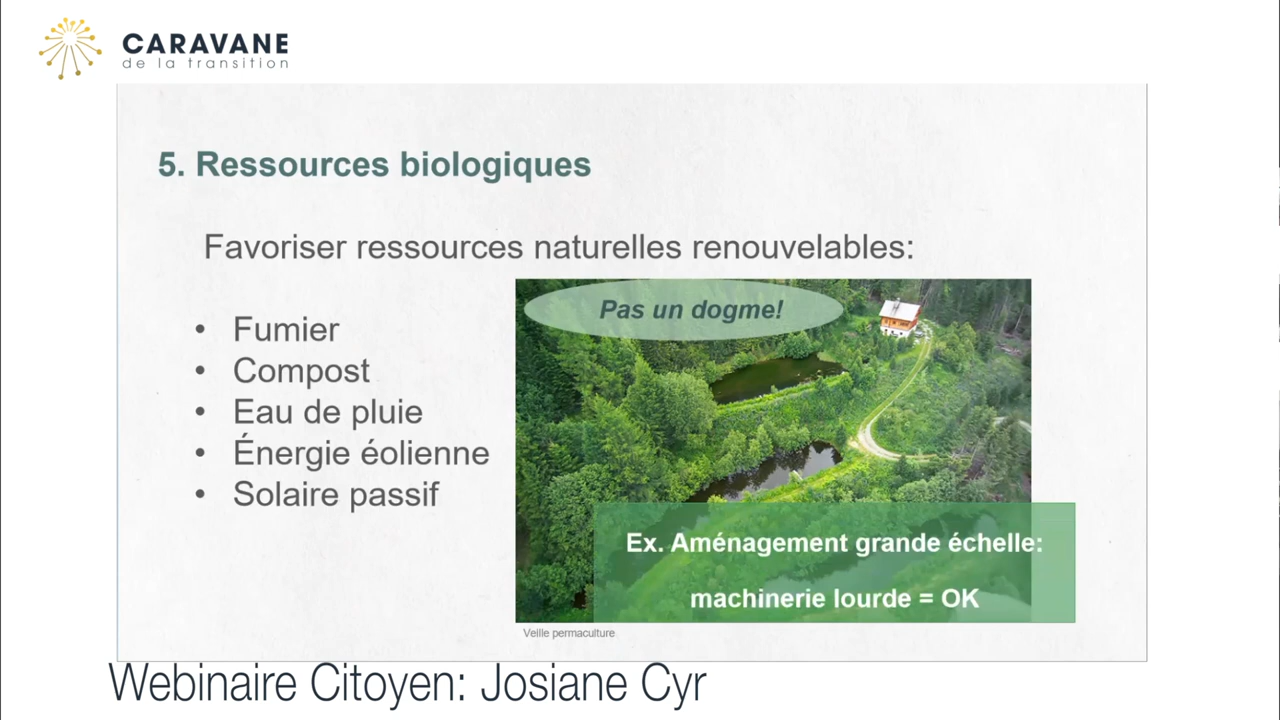 CARAVANE
de la transition
5. Ressources biologiques
Favoriser ressources naturelles renouvelables:
• Fumier
• Compost
• Eau de pluie
• Énergie éolienne
• Solaire passif
Pas un dogme!
Ex. Aménagement grande échelle:
machinerie lourde = OK
Veille permaculture
Webinaire Citoyen: Josiane Cyr